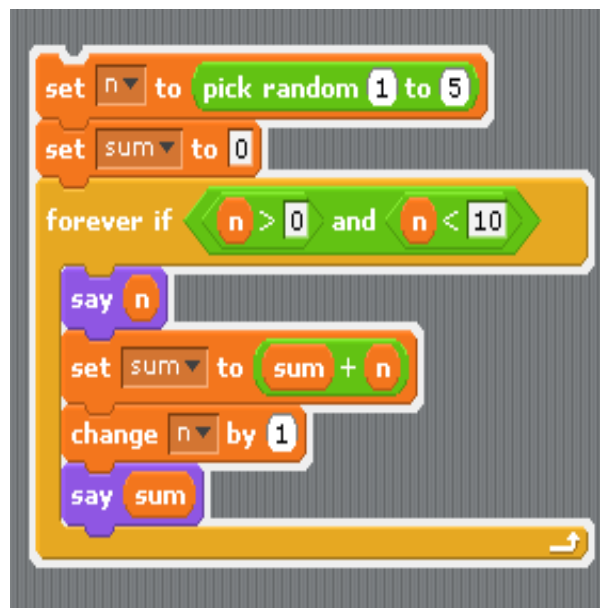 set n to pick random 1 to 5
set sum to 0
forever if n > 0 and n < 10
say n
set sum to sum + n
change n by 1
say sum